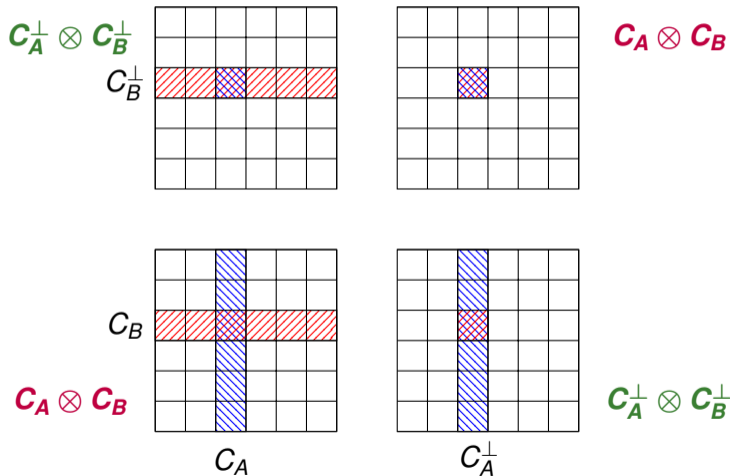 C_A^⊥ ⊗ C_B^⊥
C_A ⊗ C_B
C_B^⊥
C_B
C_A ⊗ C_B
C_A^⊥ ⊗ C_B^⊥
C_A
C_A^⊥